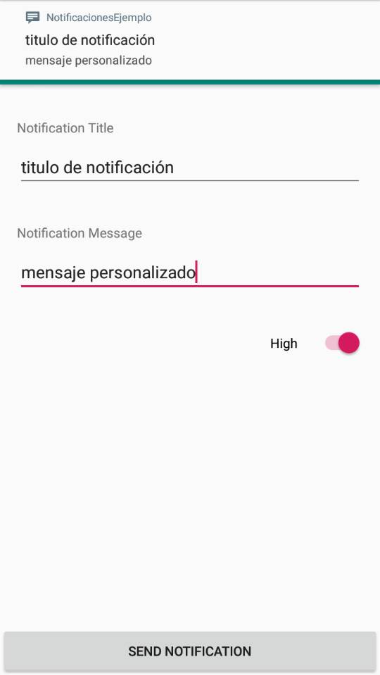 NotificacionesEjemplo
titulo de notificación
mensaje personalizado
Notification Title
titulo de notificación
Notification Message
mensaje personalizado
High
SEND NOTIFICATION